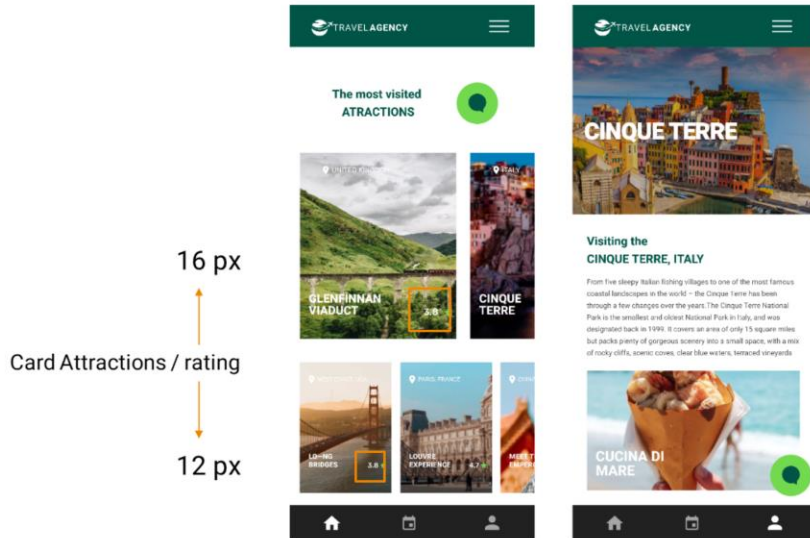 TRAVEL AGENCY
The most visited
ATRACTIONS
UNITED KINGDOM
ITALY
16 px
GLENFINNAN
VIADUCT
3.8
CINQUE
TERRE
Card Attractions / rating
PARIS, FRANCE
12 px
BRIDGES
3.8
LOUVRE
EXPERIENCE
4.7
TRAVEL AGENCY
CINQUE TERRE
Visiting the
CINQUE TERRE, ITALY
From five sleepy Italian fishing villages to one of the most famous
coastal landscapes in the world – the Cinque Terre has been
through a few changes over the years.The Cinque Terre National
Park is the smallest and oldest National Park in Italy, and was
designated back in 1999. It covers an area of only 15 square miles
but packs plenty of gorgeous scenery into a small space, with a mix
of rocky cliffs, scenic coves, clear blue waters, terraced vineyards
CUCINA DI
MARE